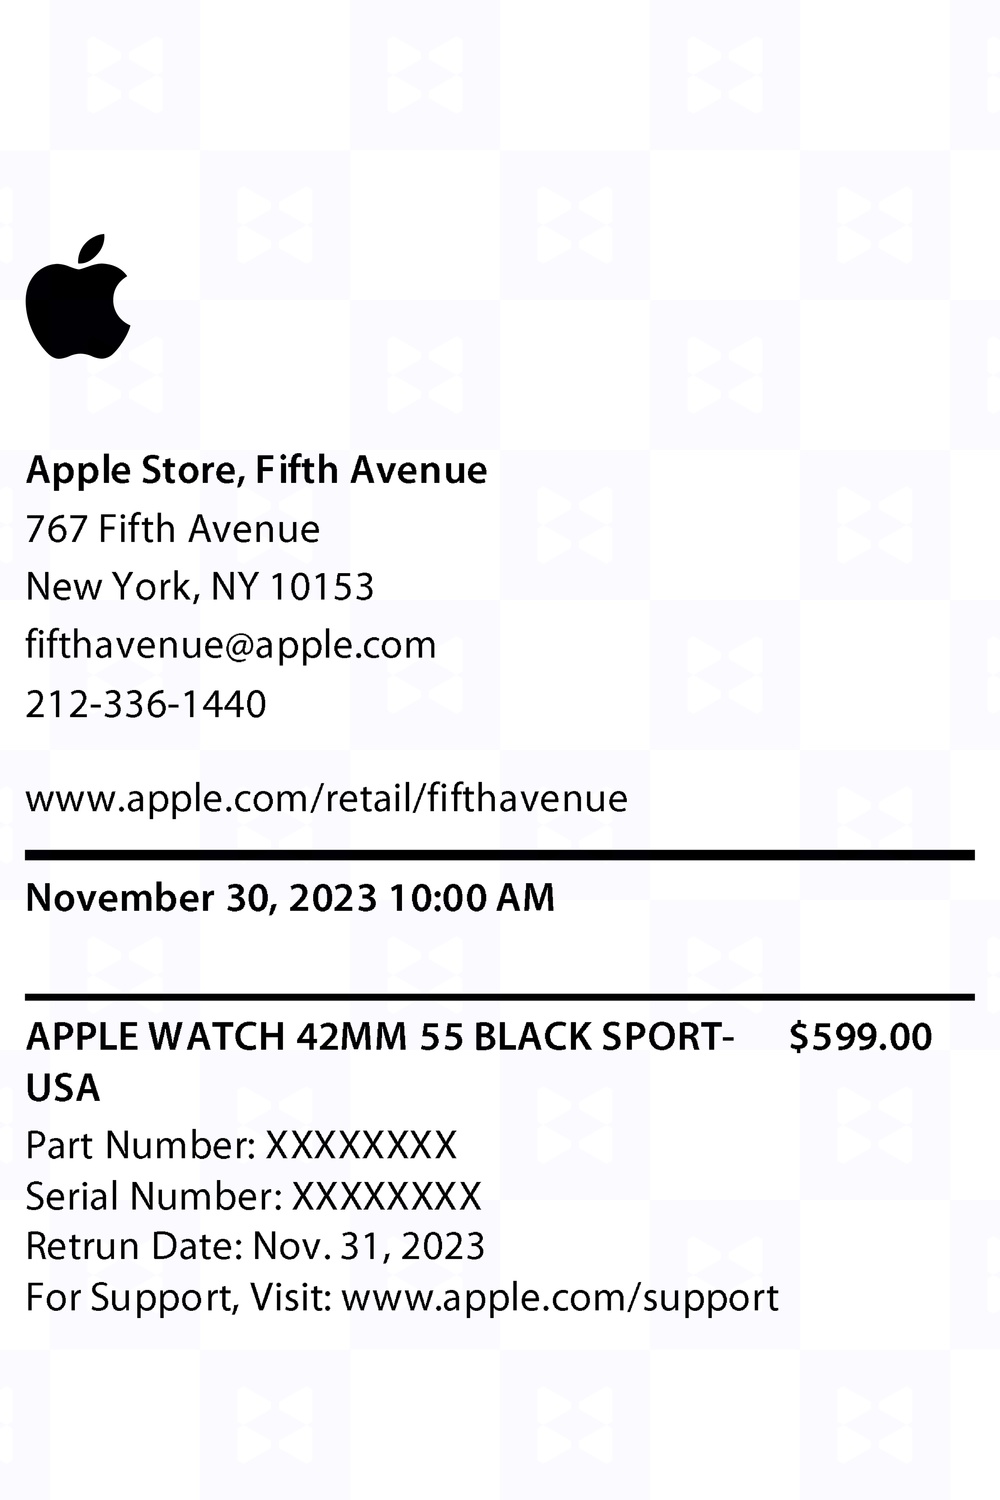 Apple Store, Fifth Avenue
767 Fifth Avenue
New York, NY 10153
fifthavenue@apple.com
212-336-1440
www.apple.com/retail/fifthavenue
November 30, 2023 10:00 AM
APPLE WATCH 42MM 55 BLACK SPORT- $599.00
USA
Part Number: XXXXXXXX
Serial Number: XXXXXXXX
Retrun Date: Nov. 31, 2023
For Support, Visit: www.apple.com/support